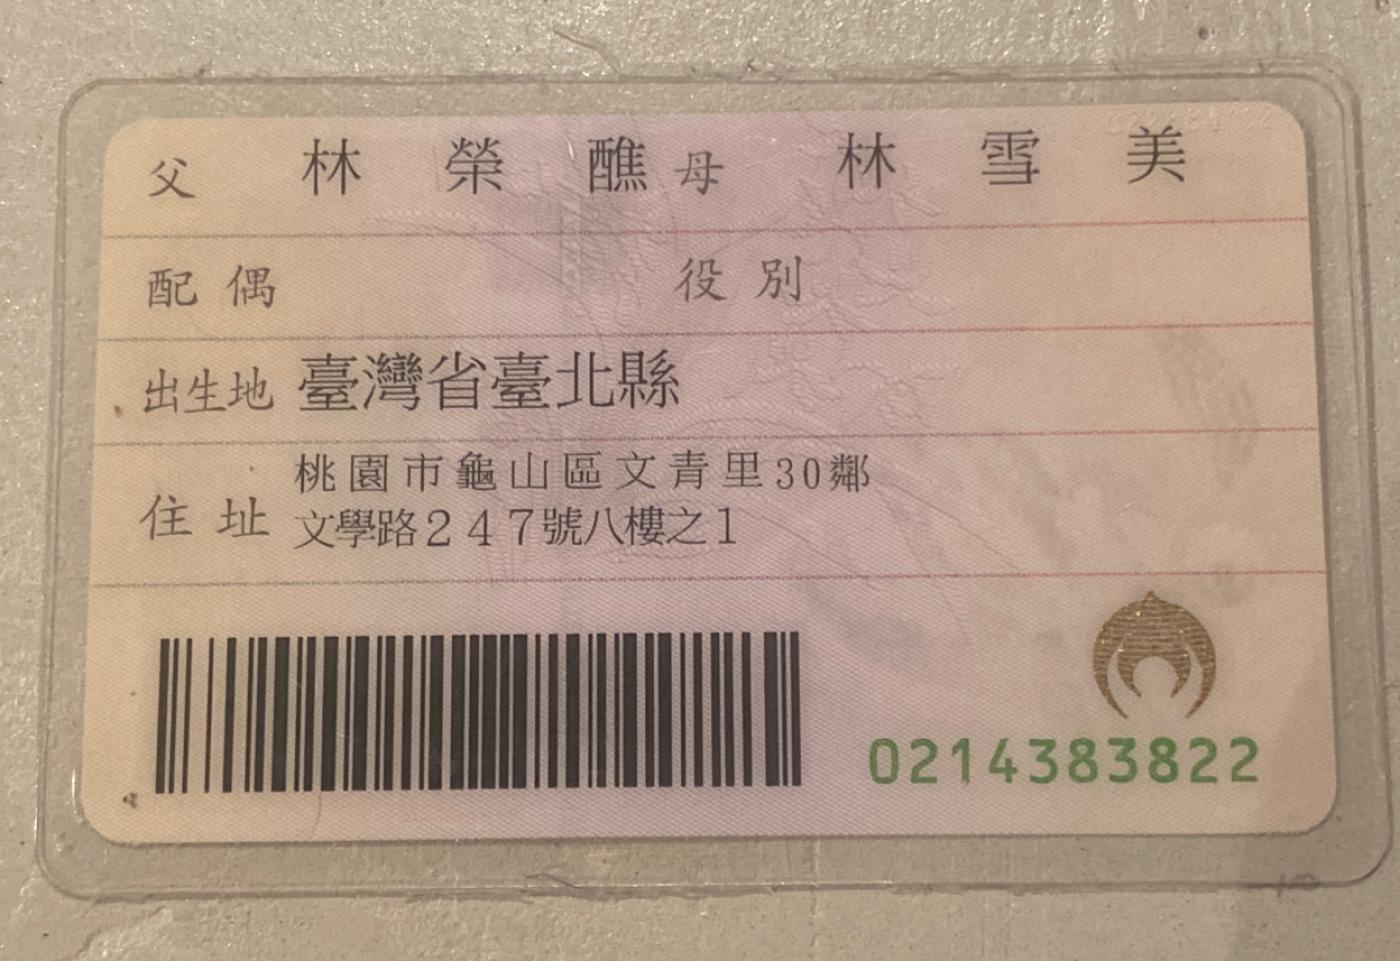 父 林榮醮 母 林雪美
配偶 役別
出生地 臺灣省臺北縣
住址 桃園市龜山區文青里30鄰
文學路247號八樓之1
0214383822